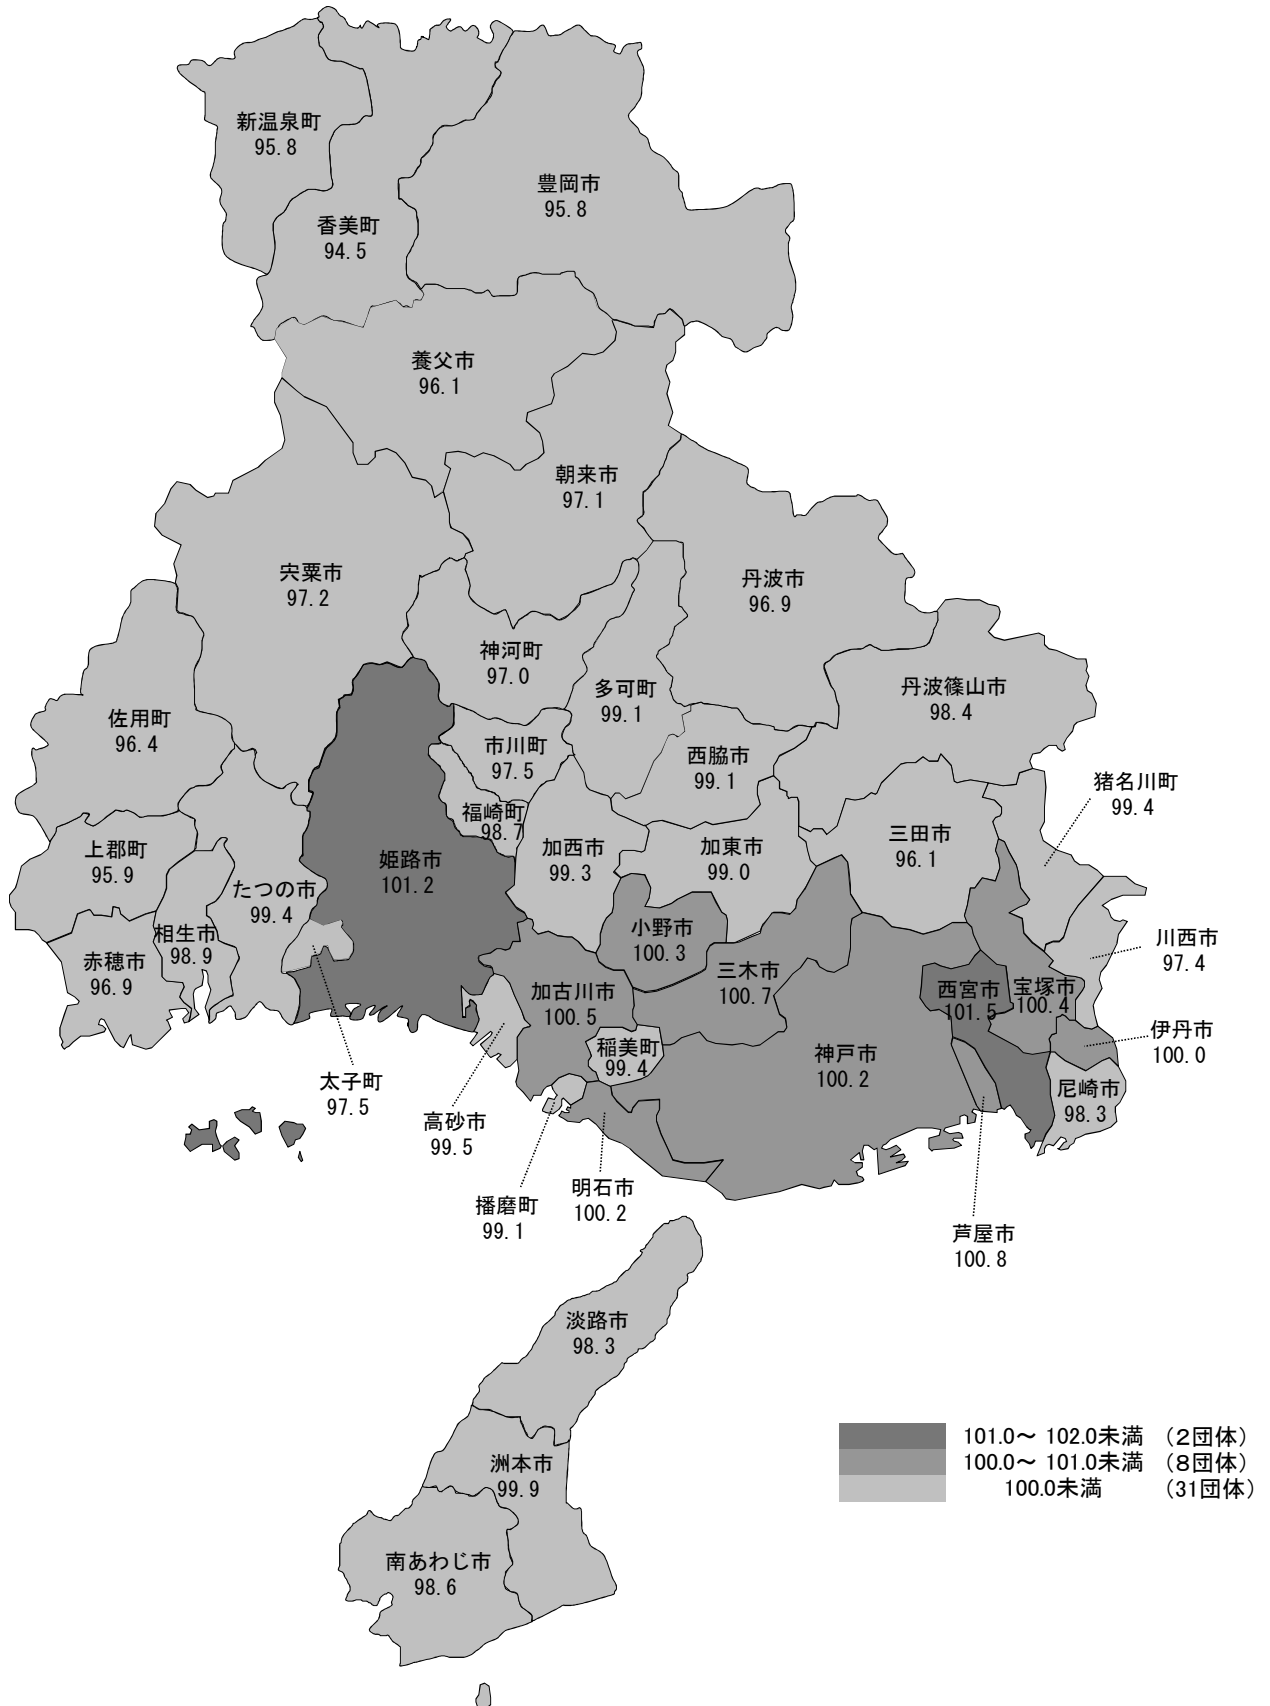 新温泉町
95.8
香美町
94.5
豊岡市
95.8
養父市
96.1
朝来市
97.1
宍粟市
97.2
丹波市
96.9
神河町
97.0
多可町
99.1
丹波篠山市
98.4
佐用町
96.4
市川町
97.5
西脇市
99.1
猪名川町
99.4
福崎町
98.7
上郡町
95.9
姫路市
101.2
加西市
99.3
加東市
99.0
三田市
96.1
たつの市
99.4
相生市
98.9
赤穂市
96.9
小野市
100.3
三木市
100.7
川西市
97.4
加古川市
100.5
西宮市
101.5
宝塚市
100.4
伊丹市
100.0
稲美町
99.4
神戸市
100.2
尼崎市
98.3
太子町
97.5
高砂市
99.5
播磨町
99.1
明石市
100.2
芦屋市
100.8
淡路市
98.3
洲本市
99.9
南あわじ市
98.6
101.0～ 102.0未満 （2団体）
100.0～ 101.0未満 （8団体）
100.0未満 （31団体）